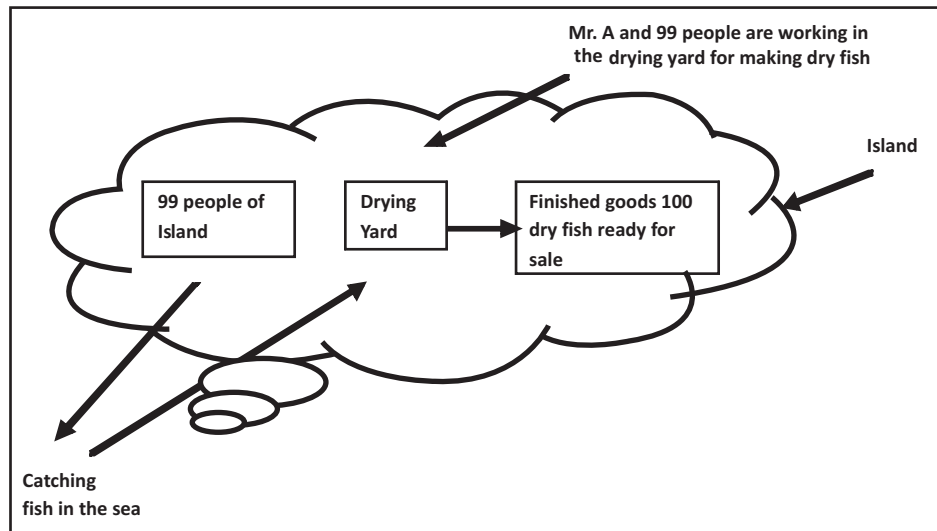 Mr. A and 99 people are working in
the drying yard for making dry fish
Island
99 people of
Island
Drying
Yard
Finished goods 100
dry fish ready for
sale
Catching
fish in the sea